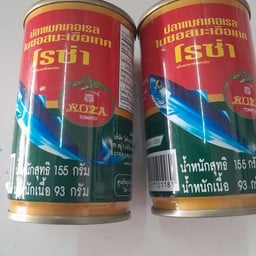 ปลาแมคเคอเรล
ในซอสมะเขือเทศ
โรซ่า
ROZA
TOMATO
น้ำหนักสุทธิ 155 กรัม
น้ำหนักเนื้อ 93 กรัม
ปลาแมคเคอเรล
ในซอสมะเขือเทศ
โรซ่า
ROZA
TOMATO
น้ำหนักสุทธิ 155 กรัม
น้ำหนักเนื้อ 93 กรัม